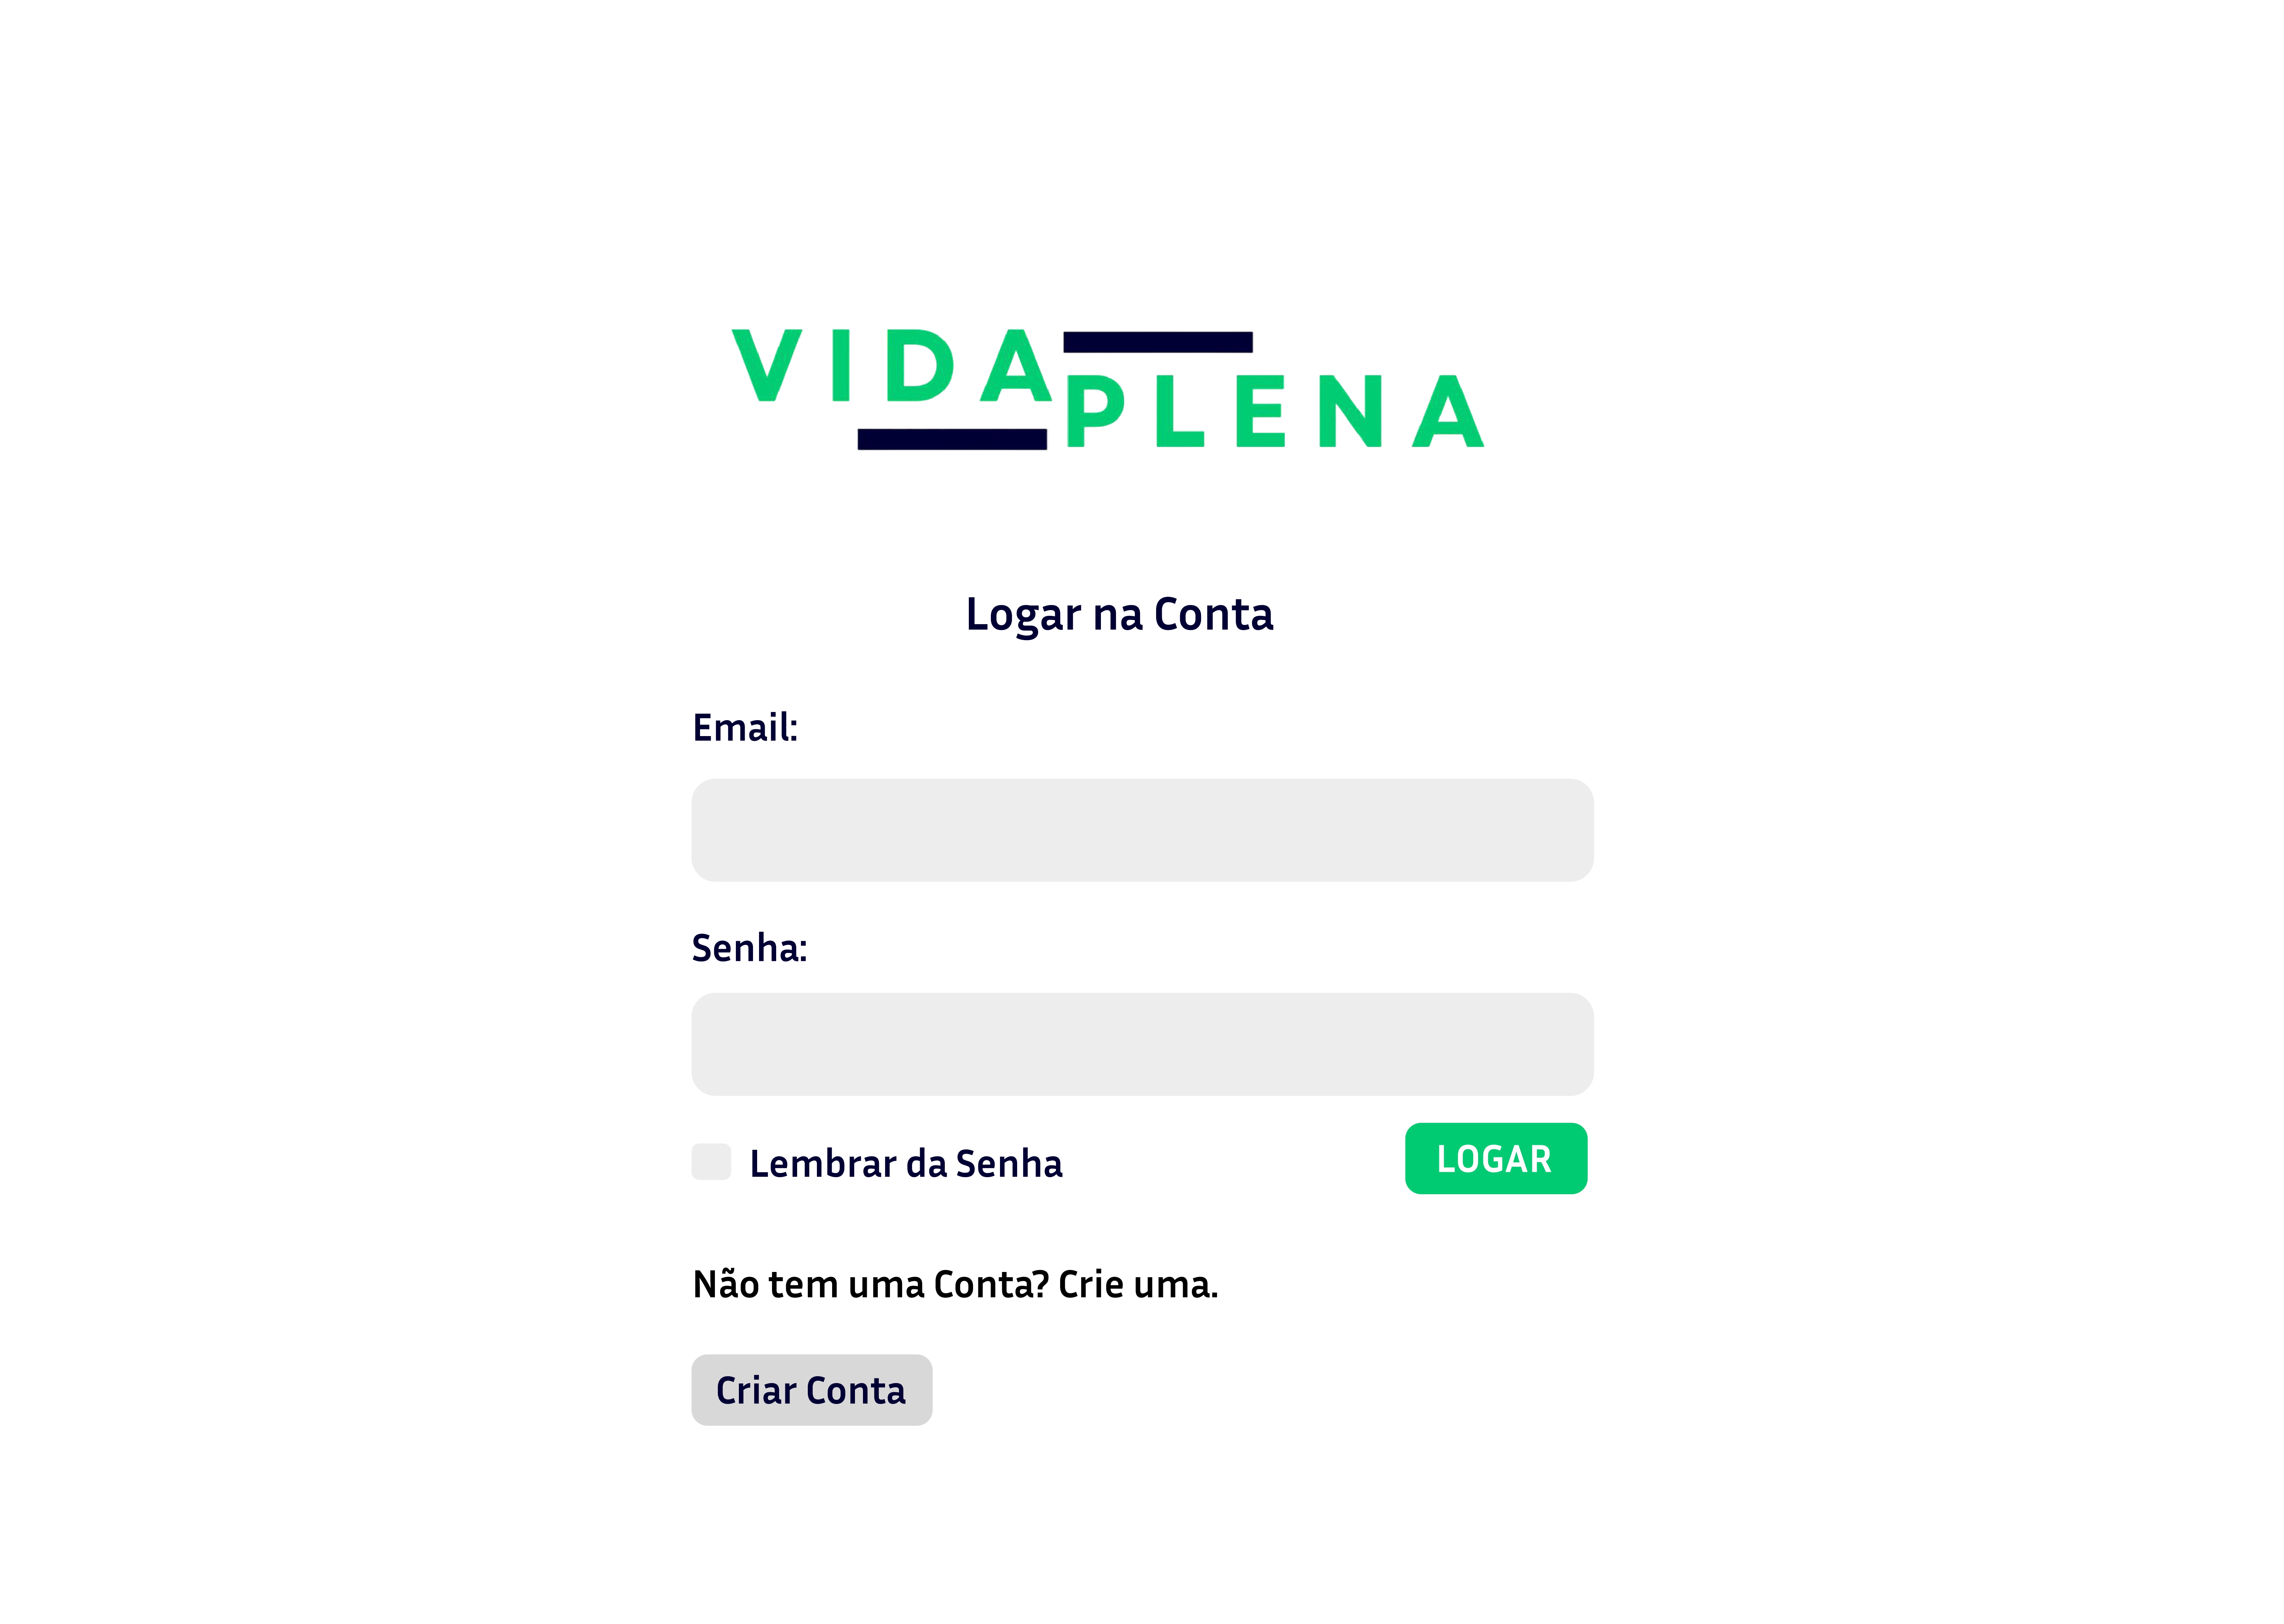 VIDA
PLENA
Logar na Conta
Email:
Senha:
Lembrar da Senha
LOGAR
Não tem uma Conta? Crie uma.
Criar Conta